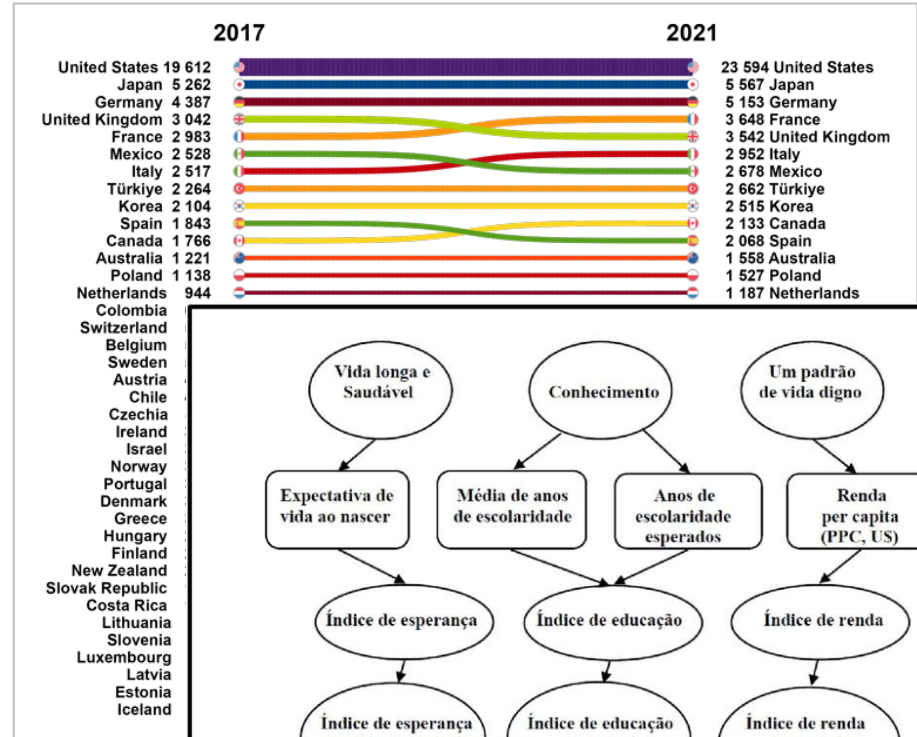 2017
2021
United States 19 612
23 594 United States
Japan 5 262
5 567 Japan
Germany 4 387
5 153 Germany
United Kingdom 3 042
3 648 France
France 2 983
3 542 United Kingdom
Mexico 2 528
2 952 Italy
Italy 2 517
2 678 Mexico
Türkiye 2 264
2 662 Türkiye
Korea 2 104
2 515 Korea
Spain 1 843
2 133 Canada
Canada 1 766
2 068 Spain
Australia 1 221
1 558 Australia
Poland 1 138
1 527 Poland
Netherlands 944
1 187 Netherlands
Colombia
Switzerland
Belgium
Sweden
Austria
Chile
Czechia
Ireland
Israel
Norway
Portugal
Denmark
Greece
Hungary
Finland
New Zealand
Slovak Republic
Costa Rica
Lithuania
Slovenia
Luxembourg
Latvia
Estonia
Iceland
Vida longa e
Saudável
Conhecimento
Um padrão
de vida digno
Expectativa de
vida ao nascer
Média de anos
de escolaridade
Anos de
escolaridade
esperados
Renda
per capita
(PPC, U$)
Índice de esperança
Índice de educação
Índice de renda
Índice de esperança
Índice de educação
Índice de renda